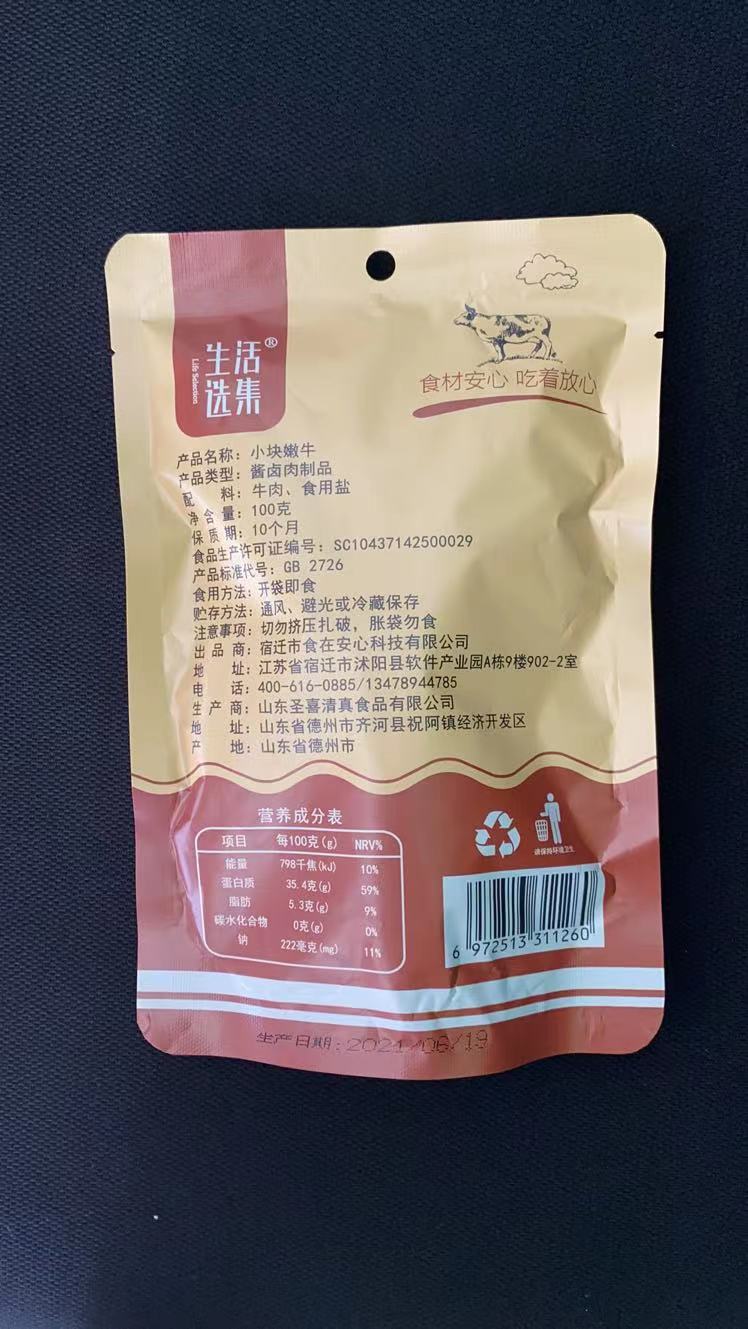 生活®
选集
Life Selection
食材安心 吃着放心
产品名称：小块嫩牛
产品类型：酱卤肉制品
配 料：牛肉、食用盐
净 含 量：100克
保 质 期：10个月
食品生产许可证编号：SC10437142500029
产品标准代号：GB 2726
食用方法：开袋即食
贮存方法：通风、避光或冷藏保存
注意事项：切勿挤压扎破，胀袋勿食
出 品 商：宿迁市食在安心科技有限公司
地 址：江苏省宿迁市沭阳县软件产业园A栋9楼902-2室
电 话：400-616-0885/13478944785
生 产 商：山东圣喜清真食品有限公司
地 址：山东省德州市齐河县祝阿镇经济开发区
产 地：山东省德州市
营养成分表
项目 每100克(g) NRV%
能量 798千焦(kJ) 10%
蛋白质 35.4克(g) 59%
脂肪 5.3克(g) 9%
碳水化合物 0克(g) 0%
钠 222毫克(mg) 11%
请保持环境卫生
6 972513 311260
生产日期：2021/06/19